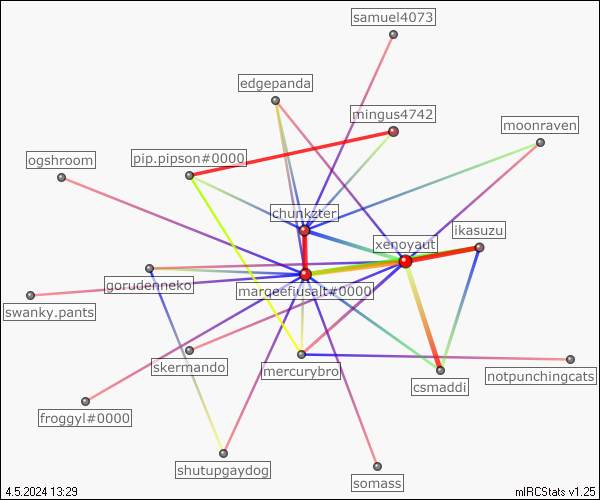 samuel4073
edgepanda
mingus4742
moonraven
ogshroom
pip.pipson#0000
chunkzter
ikasuzu
xenoyaut
gorudenneko
marqeefiusalt#0000
swanky.pants
skermando
mercurybro
notpunchingcats
csmaddi
froggyl#0000
shutupgaydog
somass
4.5.2024 13:29
mIRCStats v1.25